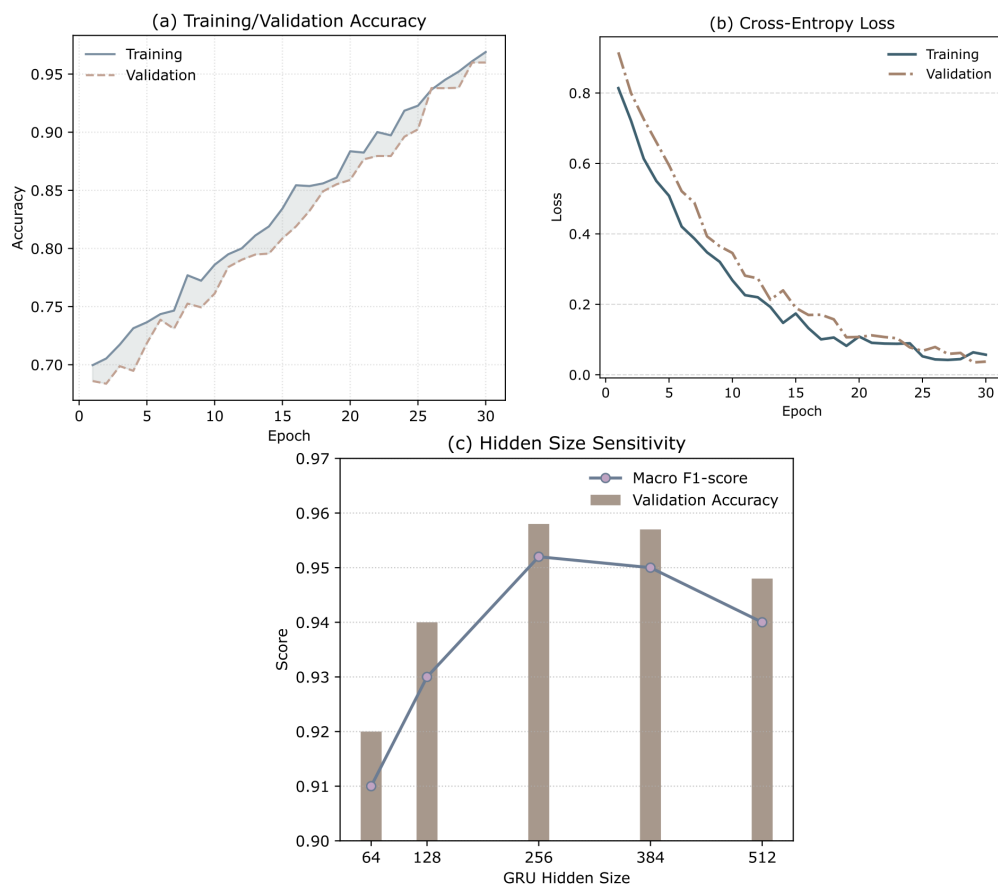 (a) Training/Validation Accuracy
Training
Validation
0.95
0.90
0.85
0.80
0.75
0.70
Accuracy
0 5 10 15 20 25 30
Epoch
(b) Cross-Entropy Loss
Training
Validation
0.8
0.6
0.4
0.2
0.0
Loss
0 5 10 15 20 25 30
Epoch
(c) Hidden Size Sensitivity
Macro F1-score
Validation Accuracy
0.97
0.96
0.95
0.94
0.93
0.92
0.91
0.90
Score
64 128 256 384 512
GRU Hidden Size